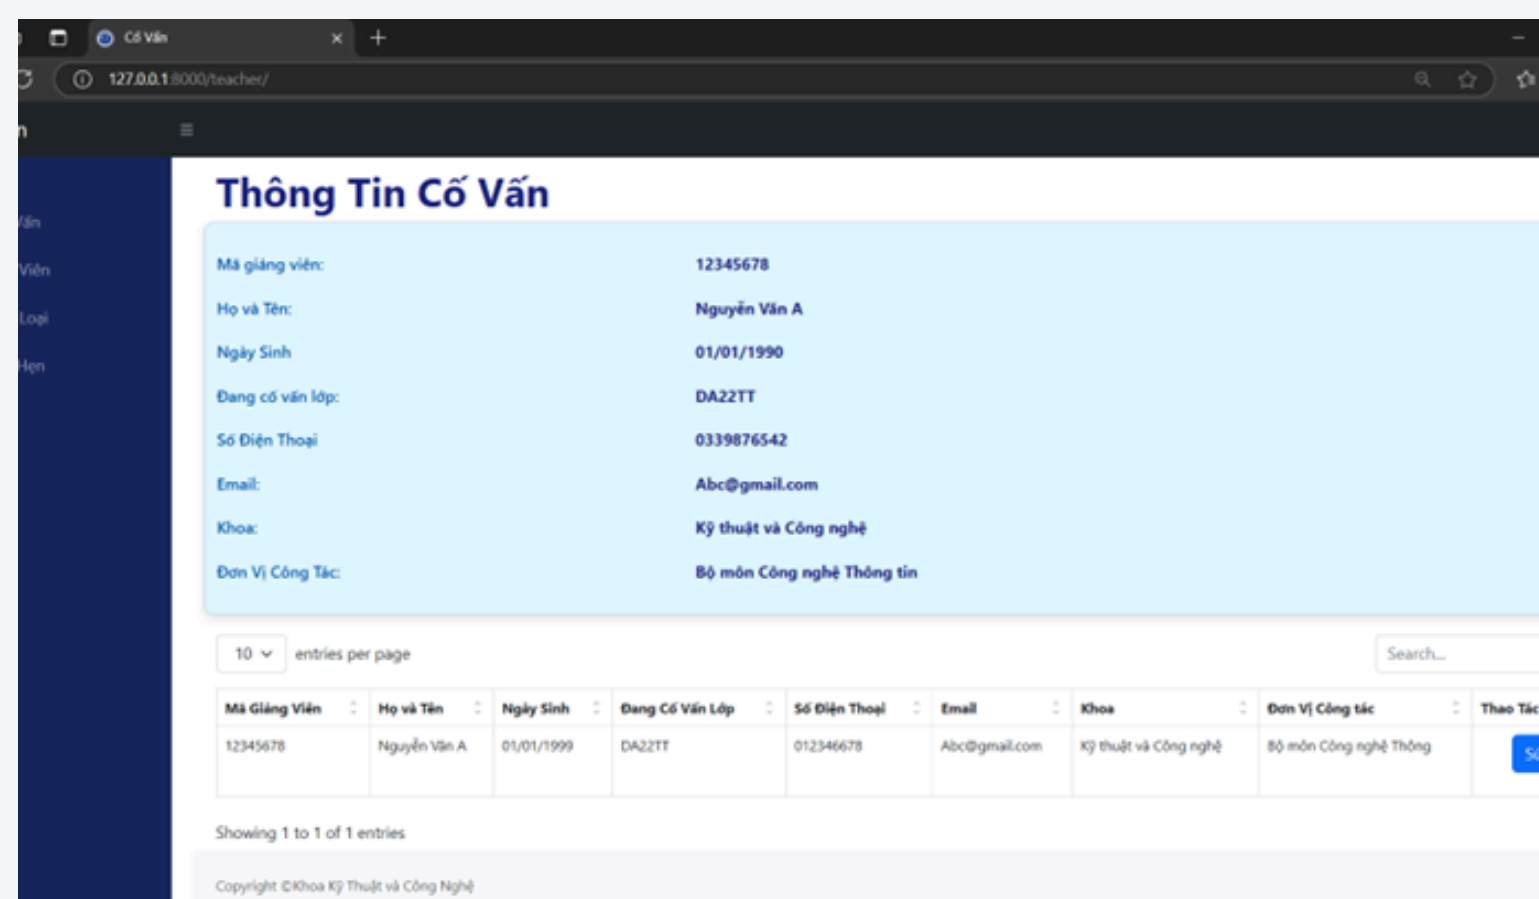 Cố Vấn
127.0.0.1:8000/teacher/
n
Vấn
Viên
Loại
Hẹn
Thông Tin Cố Vấn
Mã giảng viên: 12345678
Họ và Tên: Nguyễn Văn A
Ngày Sinh 01/01/1990
Đang cố vấn lớp: DA22TT
Số Điện Thoại 0339876542
Email: Abc@gmail.com
Khoa: Kỹ thuật và Công nghệ
Đơn Vị Công Tác: Bộ môn Công nghệ Thông tin
10 entries per page Search...
Mã Giảng Viên Họ và Tên Ngày Sinh Đang Cố Vấn Lớp Số Điện Thoại Email Khoa Đơn Vị Công tác Thao Tác
12345678 Nguyễn Văn A 01/01/1999 DA22TT 012346678 Abc@gmail.com Kỹ thuật và Công nghệ Bộ môn Công nghệ Thông
Showing 1 to 1 of 1 entries
Copyright ©Khoa Kỹ Thuật và Công Nghệ